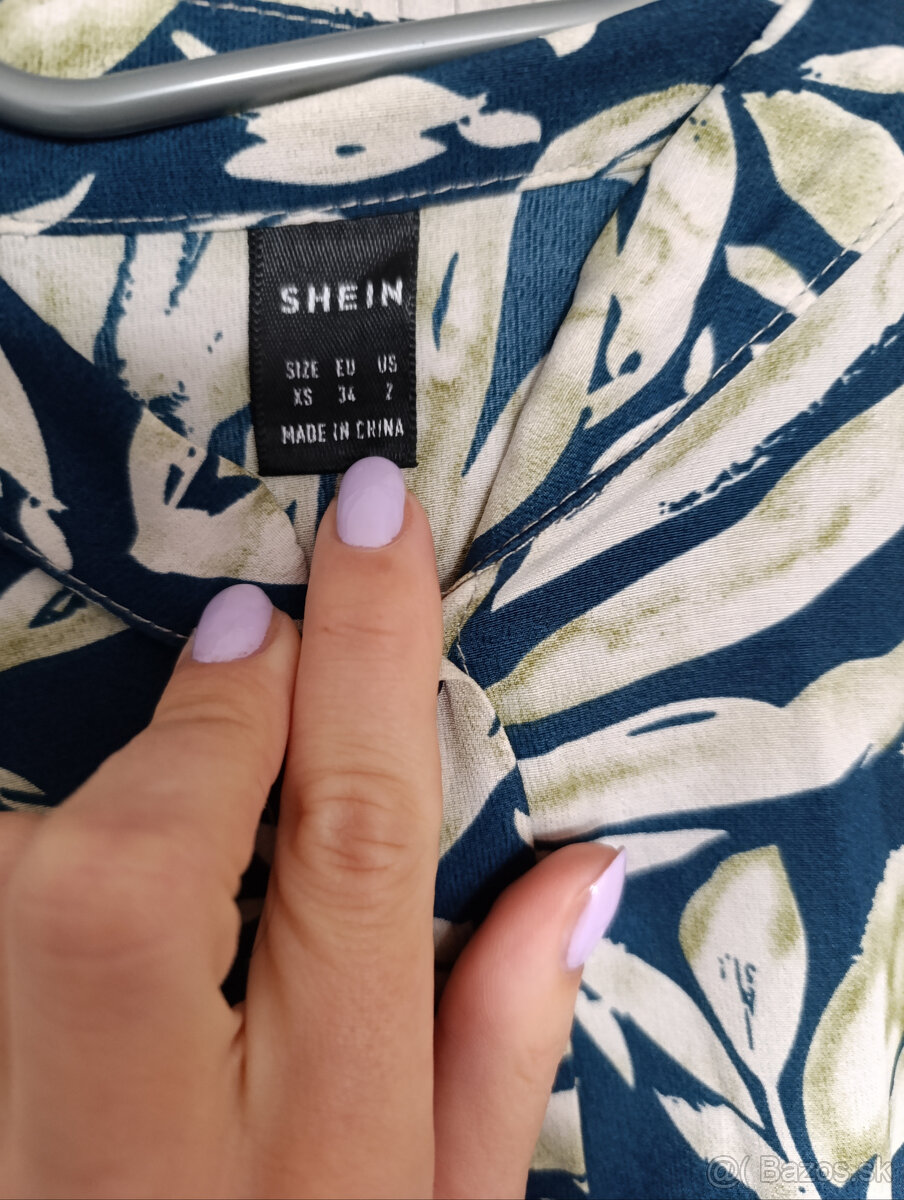 SHEIN
SIZE EU US
XS 34 2
MADE IN CHINA
@( Bazos.sk